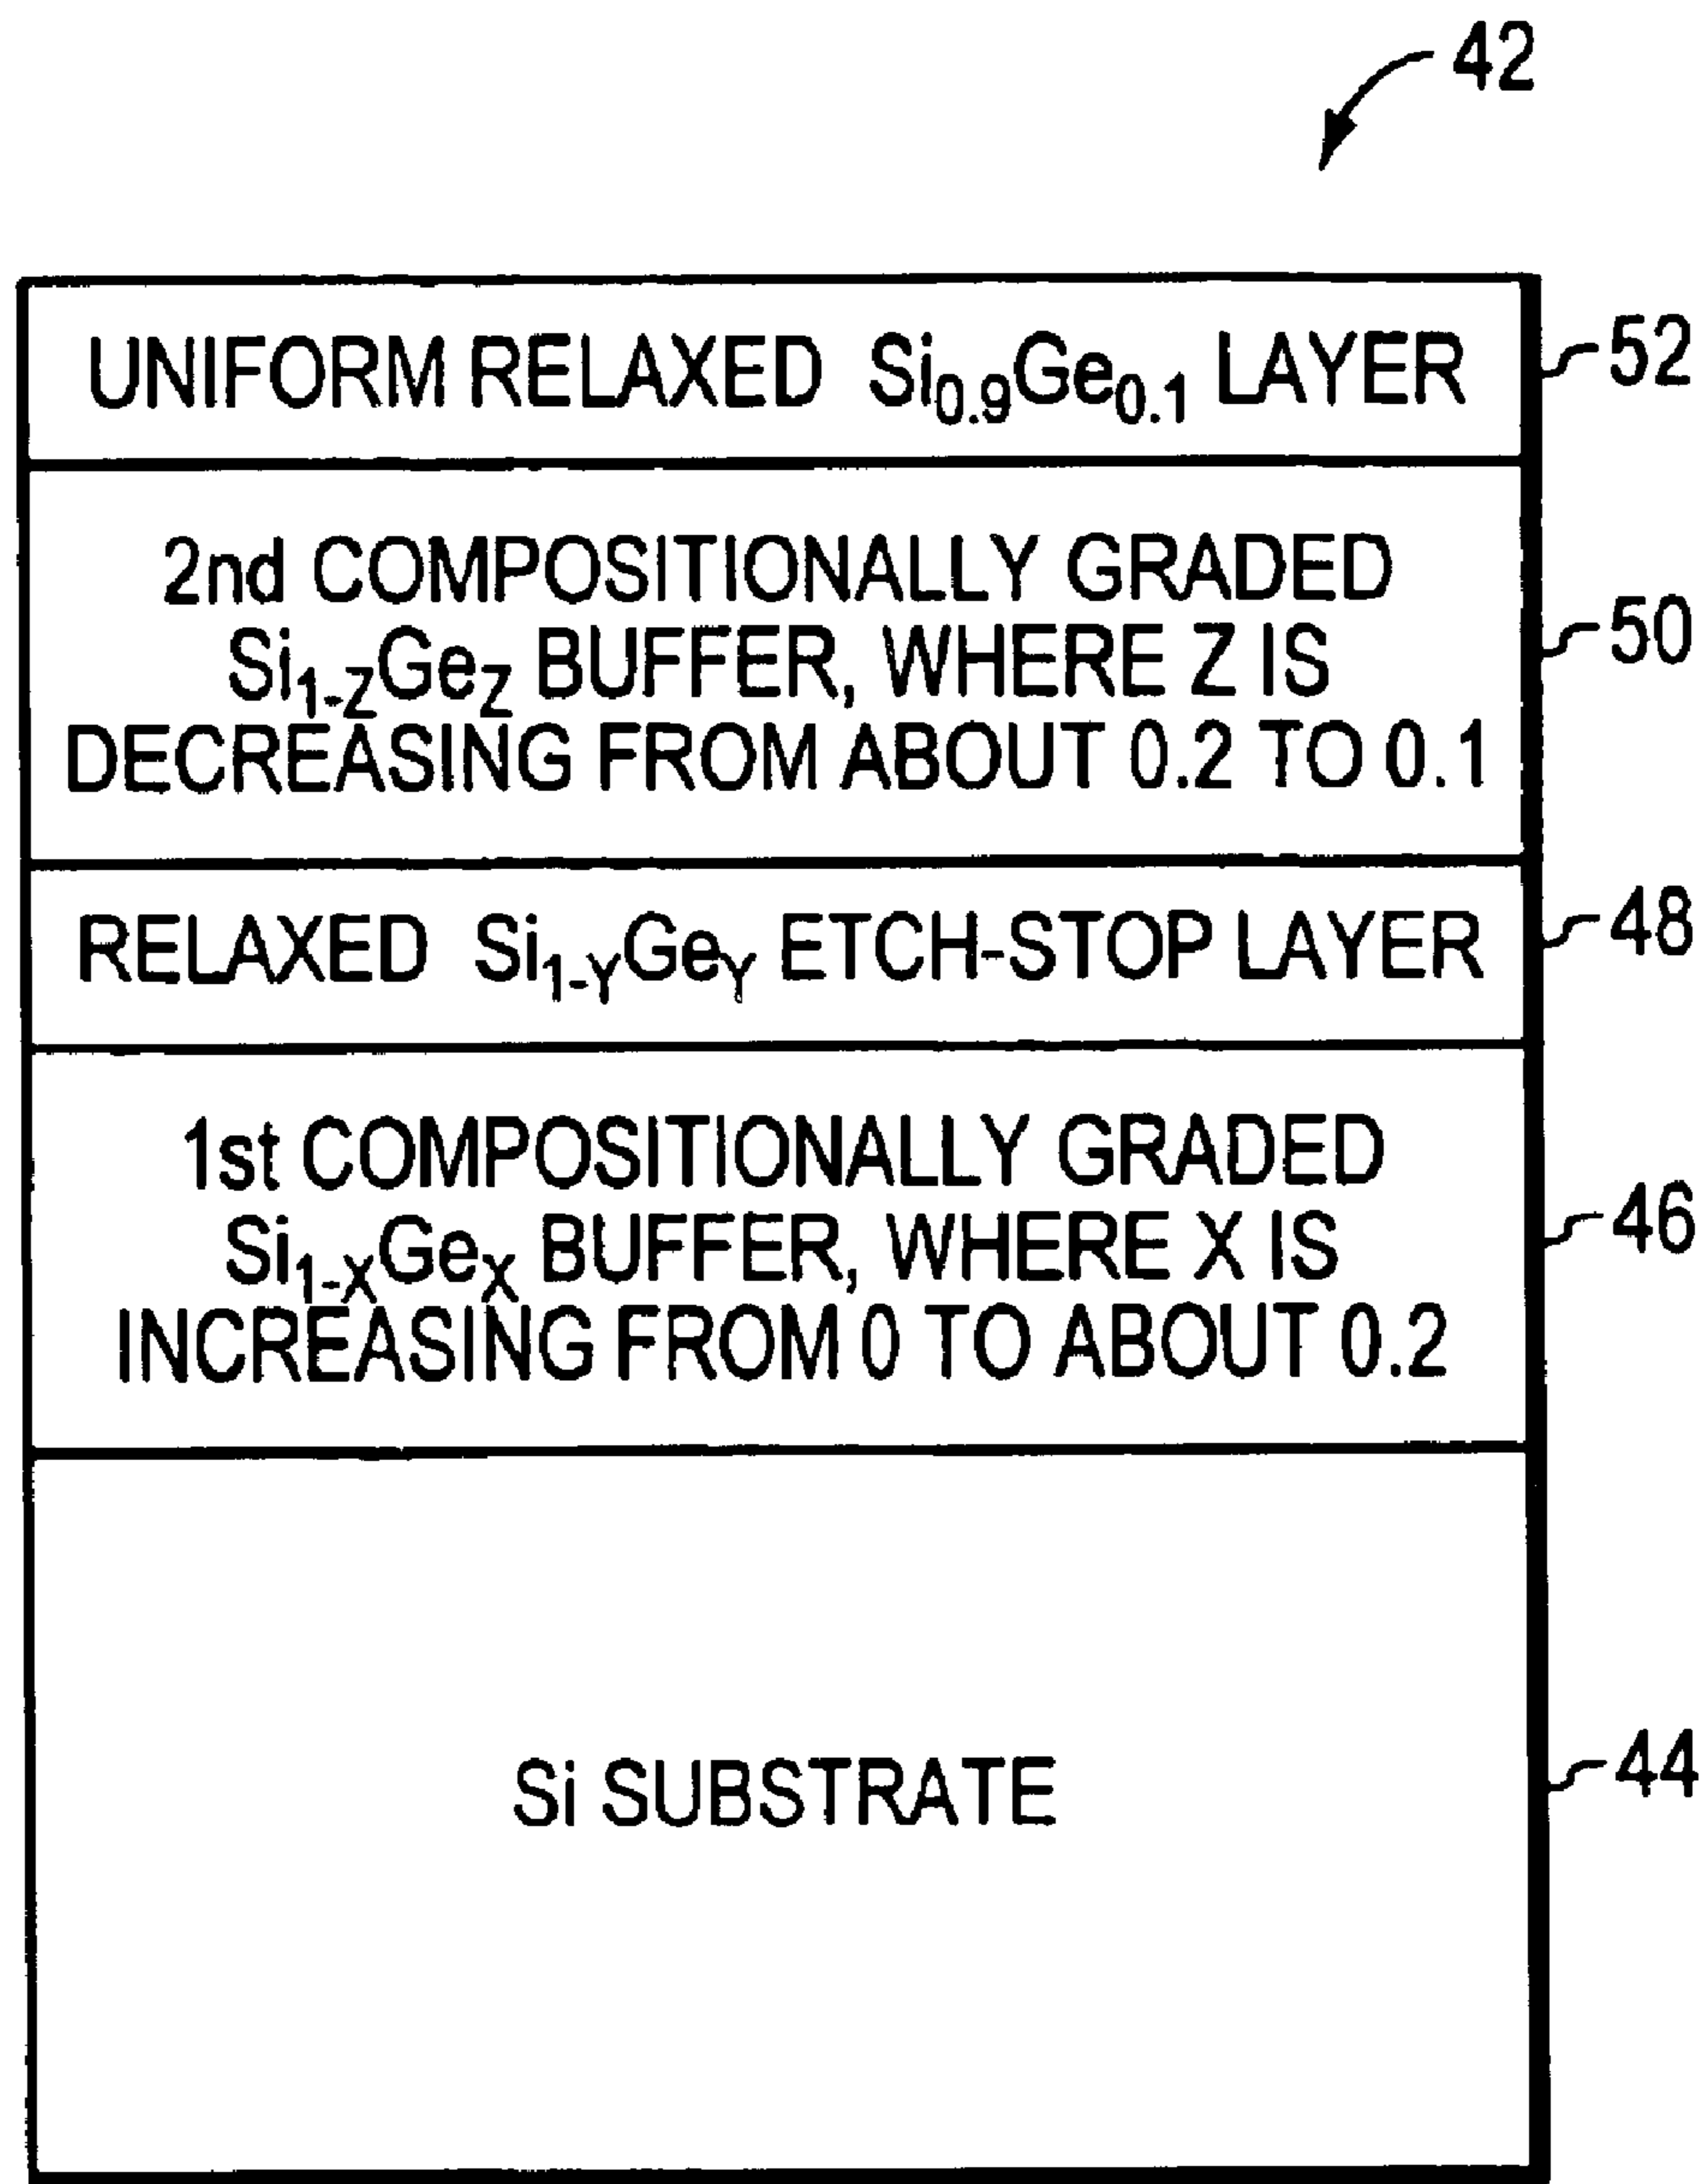 42
UNIFORM RELAXED Si0.9Ge0.1 LAYER
52
2nd COMPOSITIONALLY GRADED
Si1-ZGeZ BUFFER, WHERE Z IS
DECREASING FROM ABOUT 0.2 TO 0.1
50
RELAXED Si1-YGeY ETCH-STOP LAYER
48
1st COMPOSITIONALLY GRADED
Si1-XGeX BUFFER, WHERE X IS
INCREASING FROM 0 TO ABOUT 0.2
46
Si SUBSTRATE
44